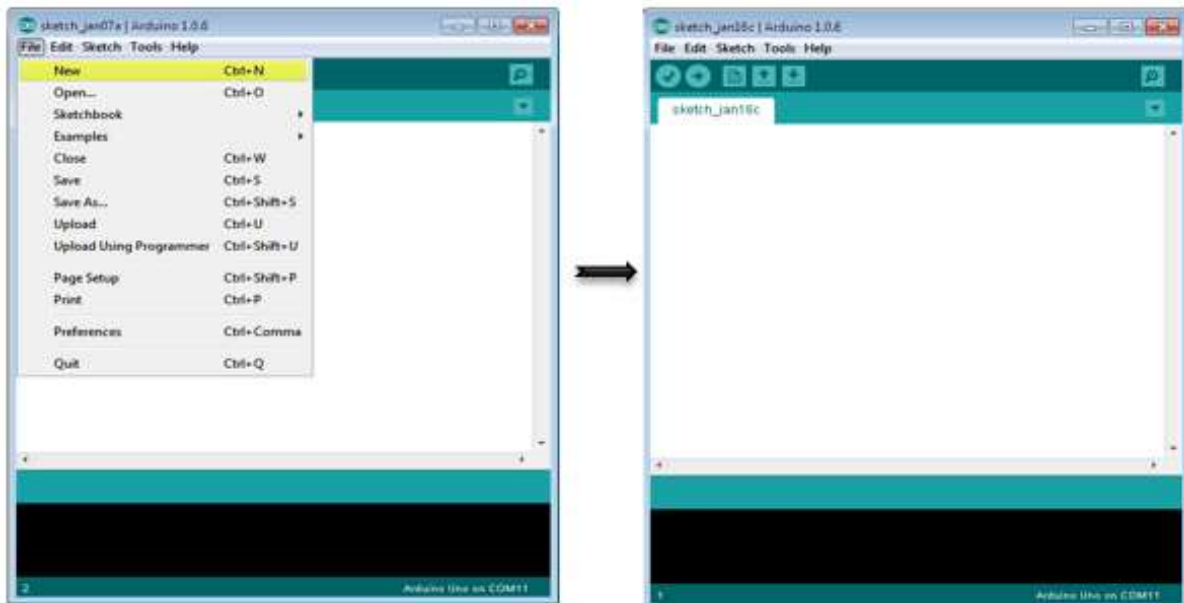 sketch_jan07a | Arduino 1.0.6
File Edit Sketch Tools Help
New Ctrl+N
Open... Ctrl+O
Sketchbook
Examples
Close Ctrl+W
Save Ctrl+S
Save As... Ctrl+Shift+S
Upload Ctrl+U
Upload Using Programmer Ctrl+Shift+U
Page Setup Ctrl+Shift+P
Print Ctrl+P
Preferences Ctrl+Comma
Quit Ctrl+Q
2 Arduino Uno on COM11
sketch_jan16c | Arduino 1.0.6
File Edit Sketch Tools Help
sketch_jan16c
1 Arduino Uno on COM11